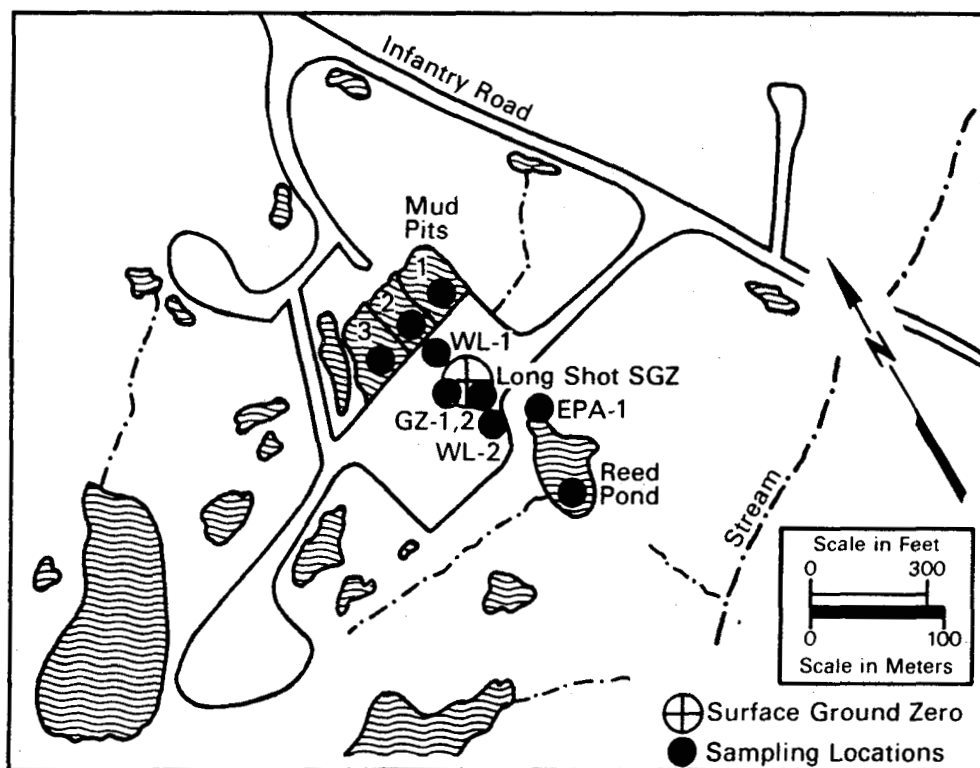 Infantry Road
Mud
Pits
1
2
3
WL-1
Long Shot SGZ
GZ-1,2
WL-2
EPA-1
Reed
Pond
Stream
N
Scale in Feet
0 300
0 100
Scale in Meters
Surface Ground Zero
Sampling Locations